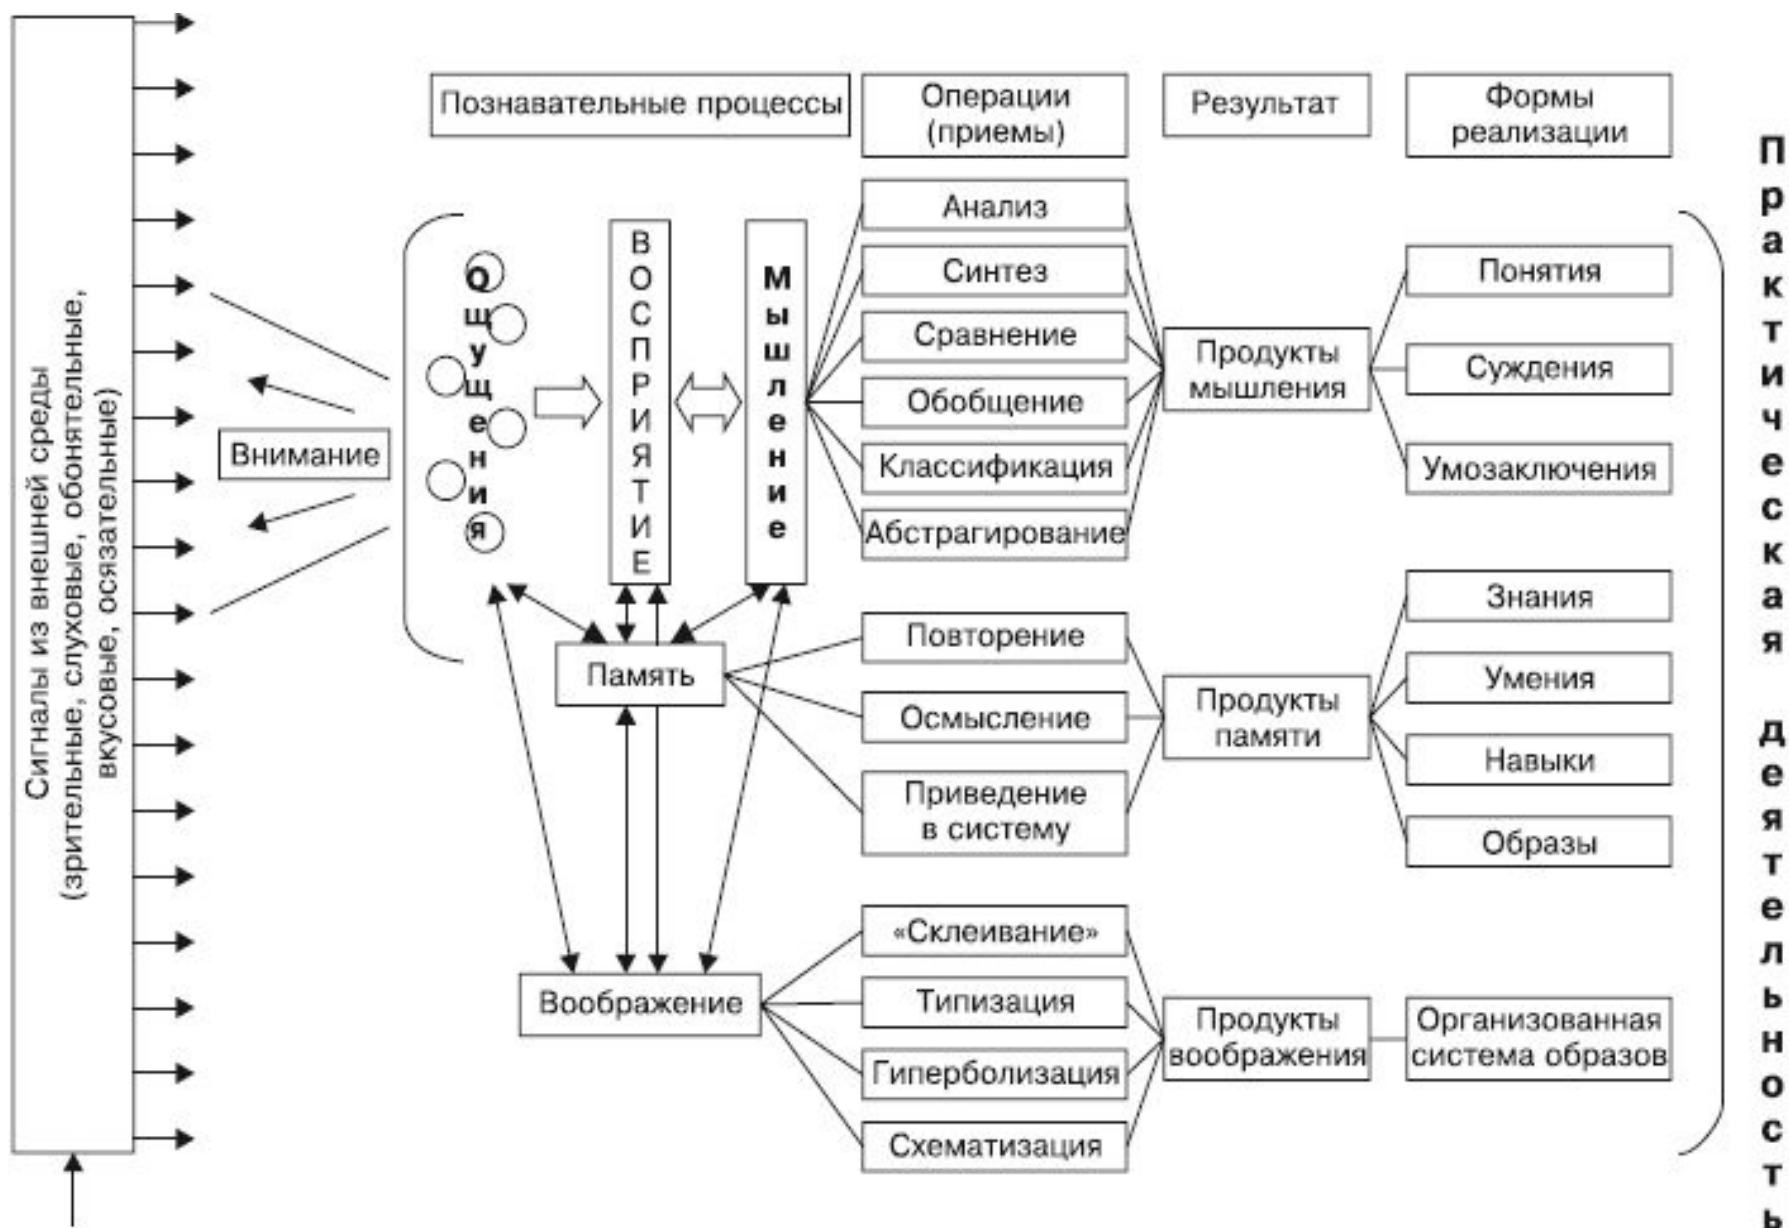 Сигналы из внешней среды
(зрительные, слуховые, обонятельные,
вкусовые, осязательные)
Внимание
Познавательные процессы
Операции
(приемы)
Результат
Формы
реализации
Ощущения
ВОСПРИЯТИЕ
Мышление
Анализ
Синтез
Сравнение
Обобщение
Классификация
Абстрагирование
Продукты
мышления
Понятия
Суждения
Умозаключения
Память
Повторение
Осмысление
Приведение
в систему
Продукты
памяти
Знания
Умения
Навыки
Образы
Воображение
«Склеивание»
Типизация
Гиперболизация
Схематизация
Продукты
воображения
Организованная
система образов
Практическая деятельность